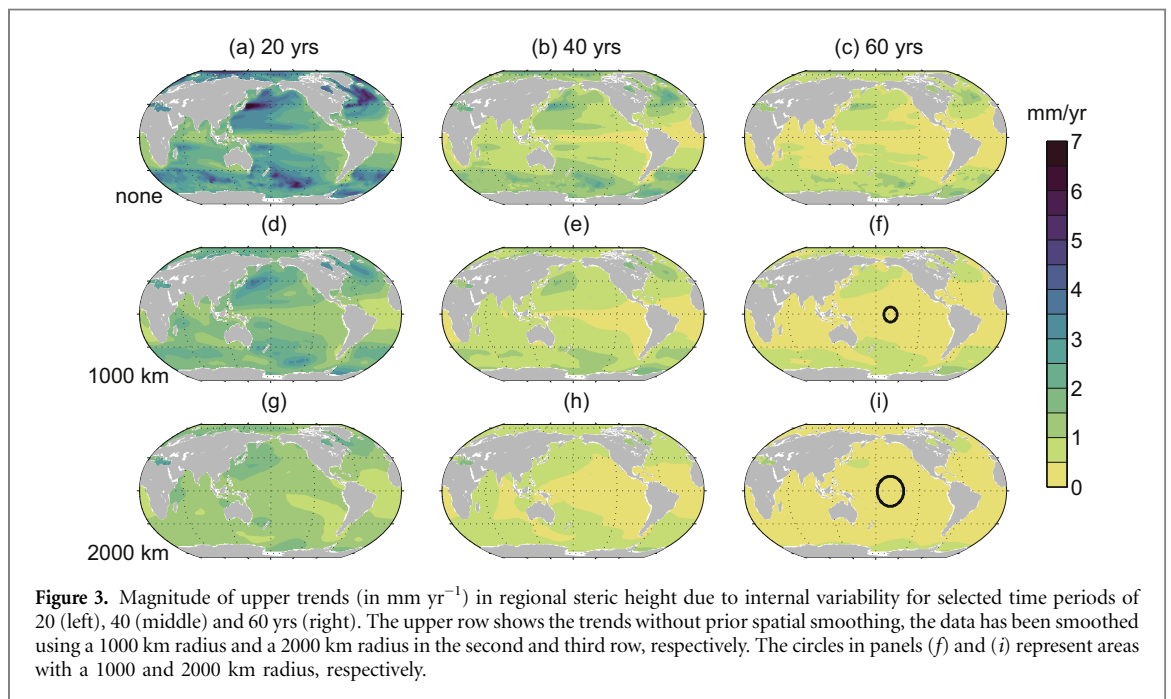 (a) 20 yrs
(b) 40 yrs
(c) 60 yrs
none
mm/yr
7
6
5
4
3
2
1
0
(d)
(e)
(f)
1000 km
(g)
(h)
(i)
2000 km
Figure 3. Magnitude of upper trends (in mm yr⁻¹) in regional steric height due to internal variability for selected time periods of
20 (left), 40 (middle) and 60 yrs (right). The upper row shows the trends without prior spatial smoothing, the data has been smoothed
using a 1000 km radius and a 2000 km radius in the second and third row, respectively. The circles in panels (f) and (i) represent areas
with a 1000 and 2000 km radius, respectively.